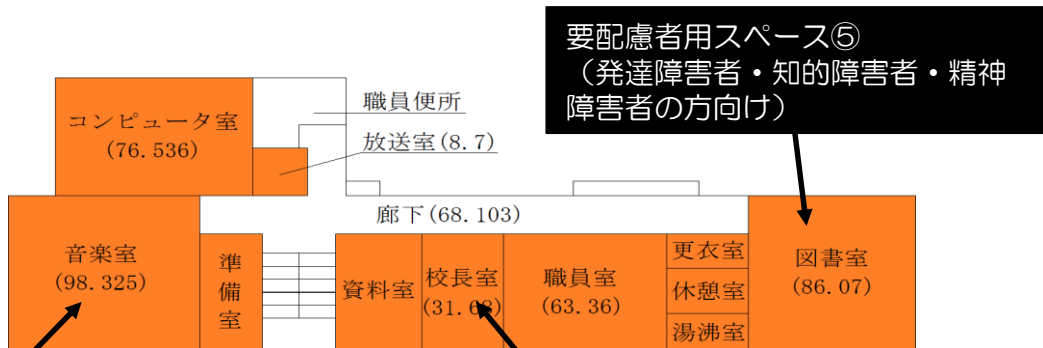 要配慮者用スペース⑤
（発達障害者・知的障害者・精神
障害者の方向け）
職員便所
コンピュータ室
(76.536)
放送室(8.7)
廊下(68.103)
音楽室
(98.325)
準備室
資料室
校長室
(31.68)
職員室
(63.36)
更衣室
休憩室
湯沸室
図書室
(86.07)